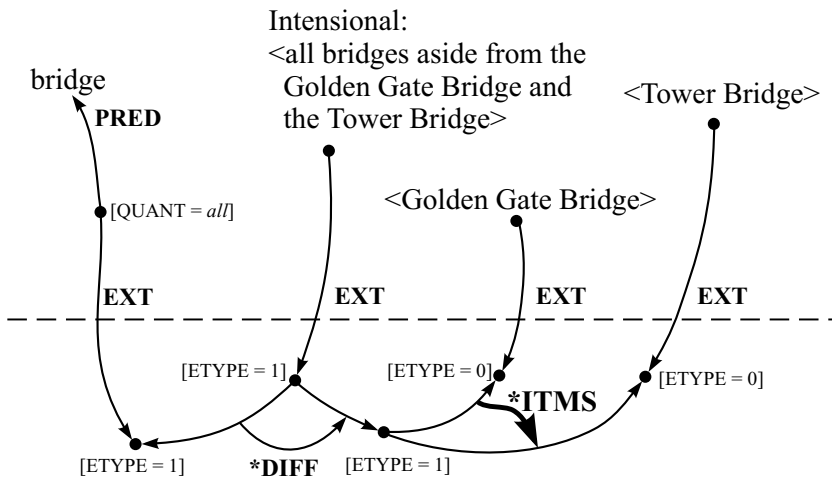 Intensional:
<all bridges aside from the
Golden Gate Bridge and
the Tower Bridge>
bridge
<Tower Bridge>
PRED
[QUANT = all]
<Golden Gate Bridge>
EXT
EXT
EXT
EXT
[ETYPE = 1]
[ETYPE = 0]
[ETYPE = 0]
*ITMS
[ETYPE = 1]
*DIFF
[ETYPE = 1]